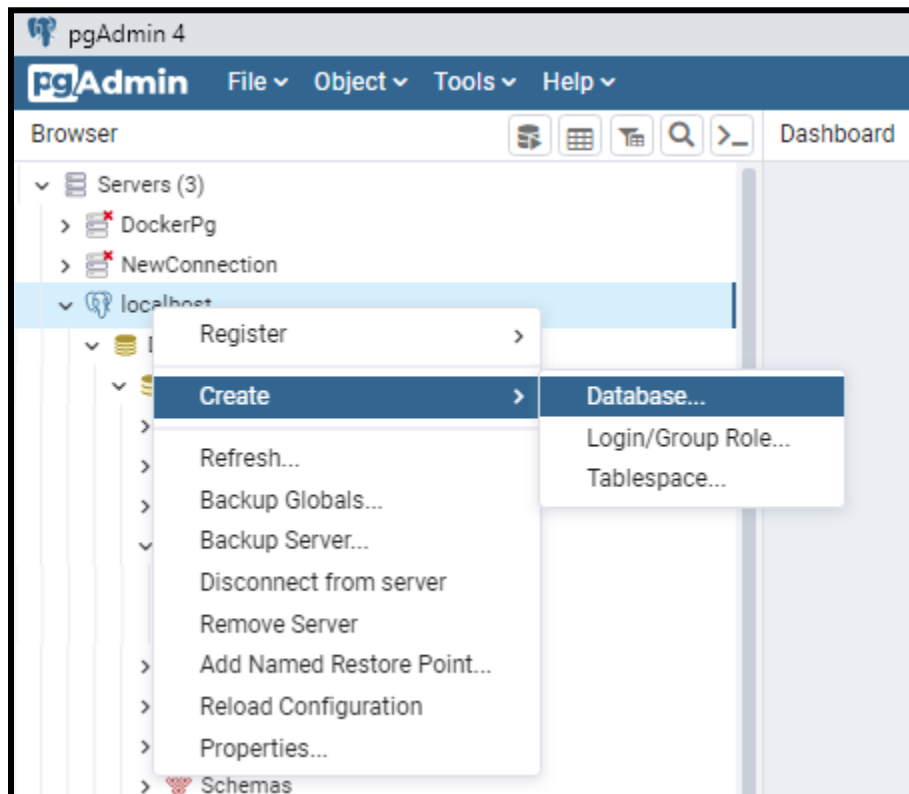 pgAdmin 4
pgAdmin File Object Tools Help
Browser Dashboard
Servers (3)
DockerPg
NewConnection
localhost
Register
Create
Database...
Login/Group Role...
Tablespace...
Refresh...
Backup Globals...
Backup Server...
Disconnect from server
Remove Server
Add Named Restore Point...
Reload Configuration
Properties...
Schemas